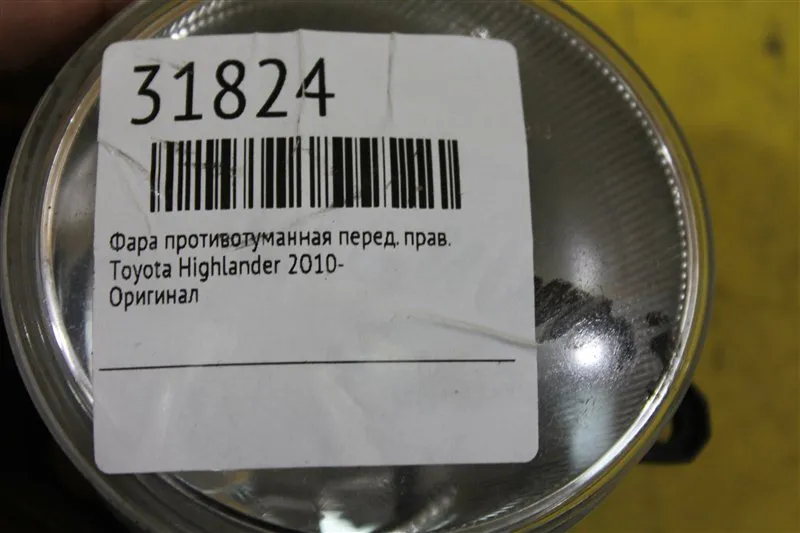 31824
Фара противотуманная перед. прав.
Toyota Highlander 2010-
Оригинал